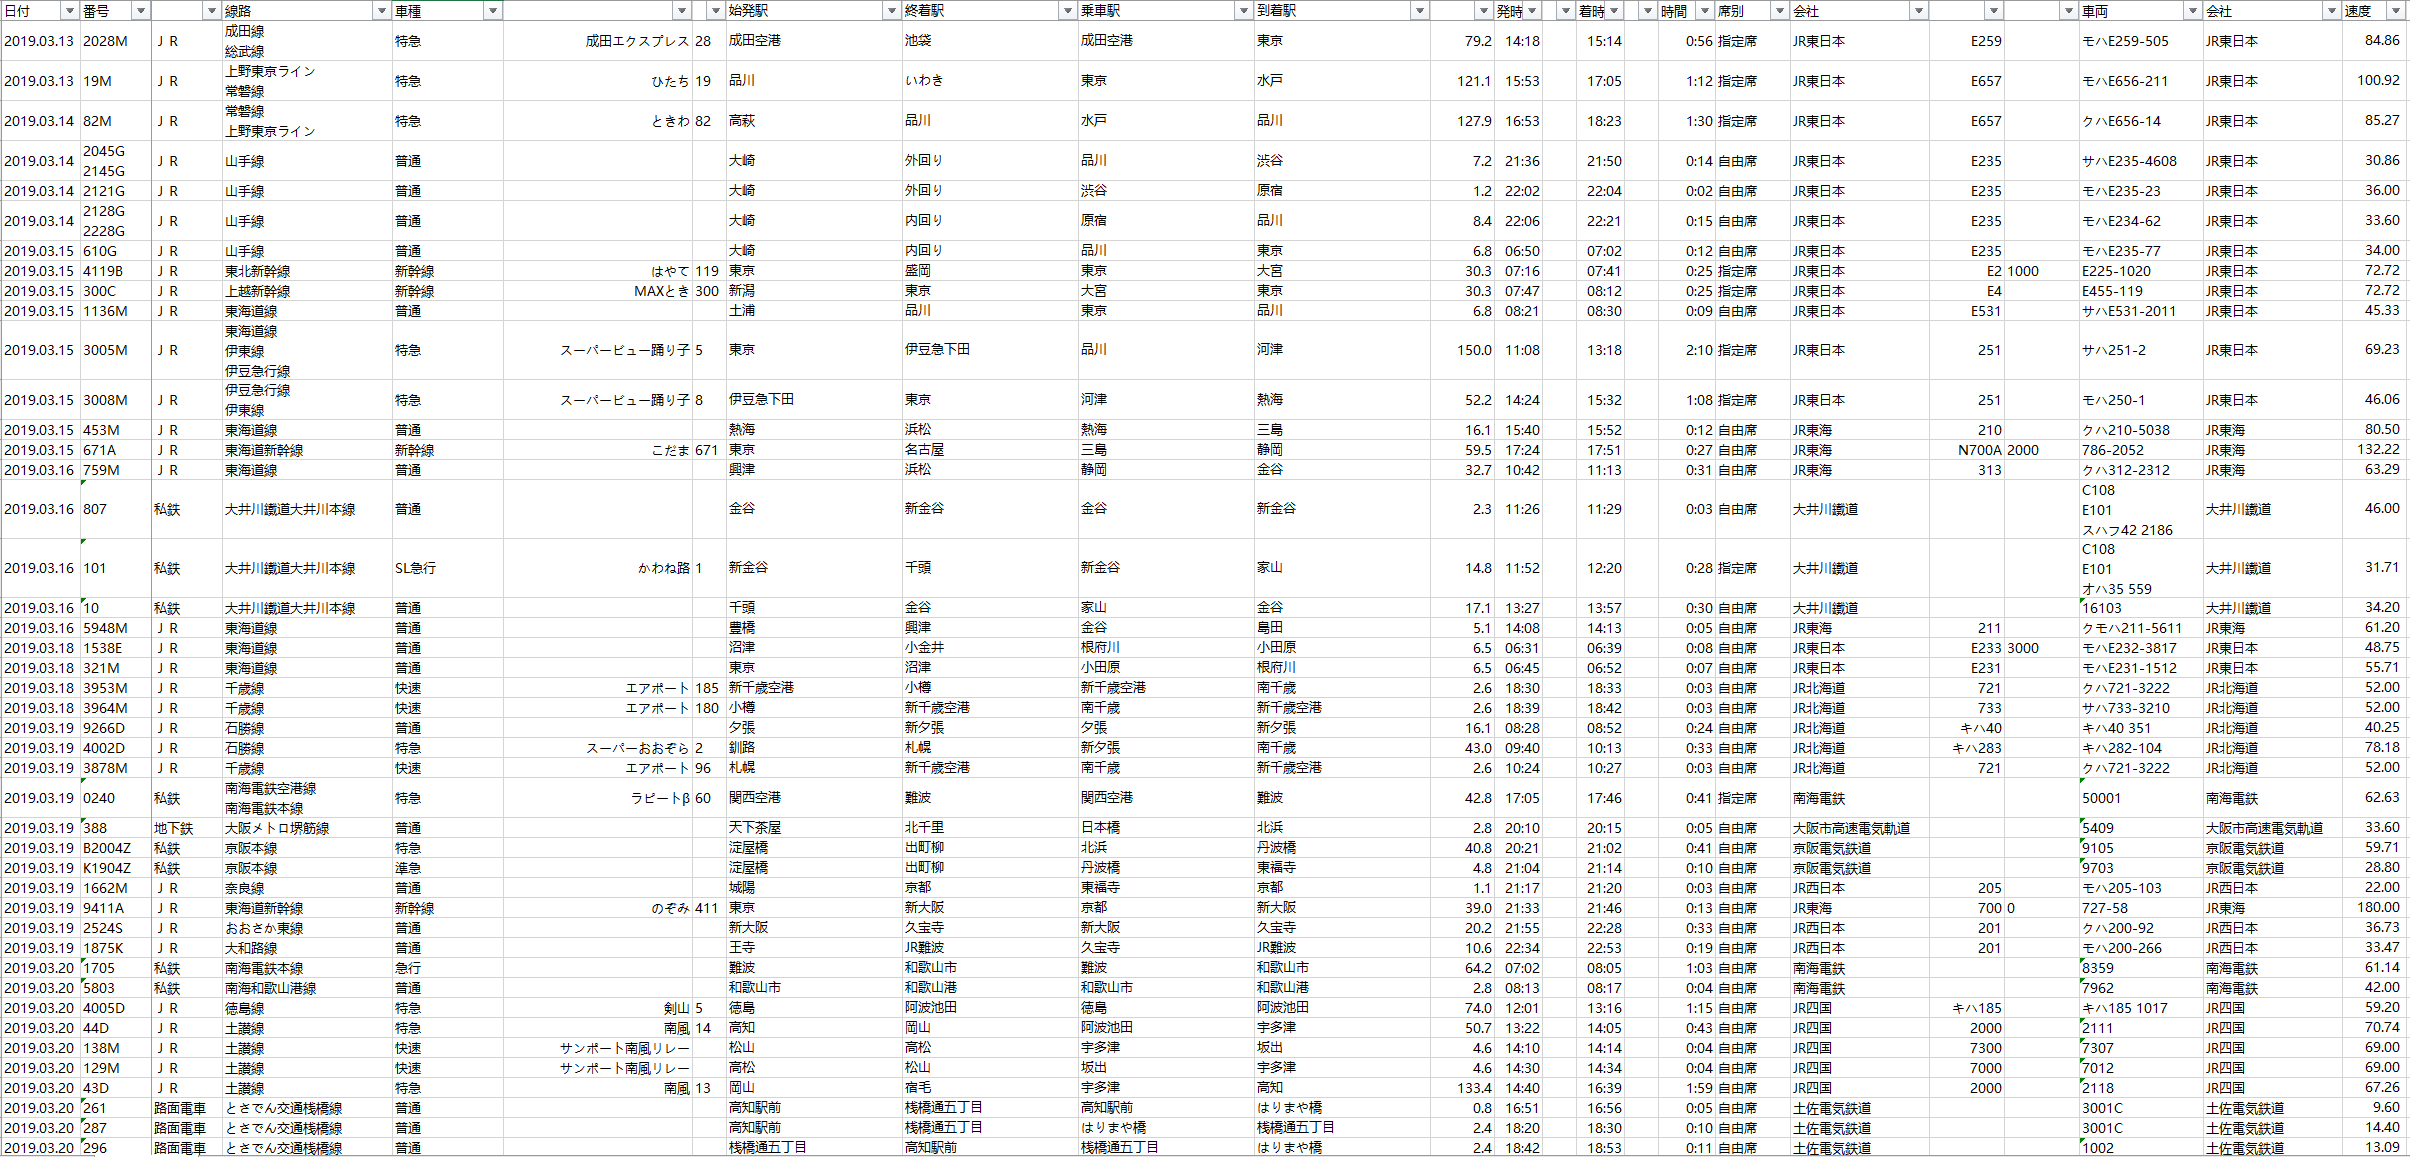 日付 番号 線路 車種 始発駅 終着駅 乗車駅 到着駅 発時 着時 時間 席別 会社 車両 会社 速度
2019.03.13 2028M ＪＲ 成田線 特急 成田エクスプレス 28 成田空港 池袋 成田空港 東京 79.2 14:18 15:14 0:56 指定席 JR東日本 E259 モハE259-505 JR東日本 84.86
総武線
2019.03.13 19M ＪＲ 上野東京ライン 特急 ひたち 19 品川 いわき 東京 水戸 121.1 15:53 17:05 1:12 指定席 JR東日本 E657 モハE656-211 JR東日本 100.92
常磐線
2019.03.14 82M ＪＲ 常磐線 特急 ときわ 82 高萩 品川 水戸 品川 127.9 16:53 18:23 1:30 指定席 JR東日本 E657 クハE656-14 JR東日本 85.27
上野東京ライン
2019.03.14 2045G ＪＲ 山手線 普通 大崎 外回り 品川 渋谷 7.2 21:36 21:50 0:14 自由席 JR東日本 E235 サハE235-4608 JR東日本 30.86
2145G
2019.03.14 2121G ＪＲ 山手線 普通 大崎 外回り 渋谷 原宿 1.2 22:02 22:04 0:02 自由席 JR東日本 E235 モハE235-23 JR東日本 36.00
2019.03.14 2128G ＪＲ 山手線 普通 大崎 内回り 原宿 品川 8.4 22:06 22:21 0:15 自由席 JR東日本 E235 モハE234-62 JR東日本 33.60
2228G
2019.03.15 610G ＪＲ 山手線 普通 大崎 内回り 品川 東京 6.8 06:50 07:02 0:12 自由席 JR東日本 E235 モハE235-77 JR東日本 34.00
2019.03.15 4119B ＪＲ 東北新幹線 新幹線 はやて 119 東京 盛岡 東京 大宮 30.3 07:16 07:41 0:25 指定席 JR東日本 E2 1000 E225-1020 JR東日本 72.72
2019.03.15 300C ＪＲ 上越新幹線 新幹線 MAXとき 300 新潟 東京 大宮 東京 30.3 07:47 08:12 0:25 指定席 JR東日本 E4 E455-119 JR東日本 72.72
2019.03.15 1136M ＪＲ 東海道線 普通 土浦 品川 東京 品川 6.8 08:21 08:30 0:09 自由席 JR東日本 E531 サハE531-2011 JR東日本 45.33
2019.03.15 3005M ＪＲ 東海道線 特急 スーパービュー踊り子 5 東京 伊豆急下田 品川 河津 150.0 11:08 13:18 2:10 指定席 JR東日本 251 サハ251-2 JR東日本 69.23
伊東線
伊豆急行線
2019.03.15 3008M ＪＲ 伊豆急行線 特急 スーパービュー踊り子 8 伊豆急下田 東京 河津 熱海 52.2 14:24 15:32 1:08 指定席 JR東日本 251 モハ250-1 JR東日本 46.06
伊東線
2019.03.15 453M ＪＲ 東海道線 普通 熱海 浜松 熱海 三島 16.1 15:40 15:52 0:12 自由席 JR東海 210 クハ210-5038 JR東海 80.50
2019.03.15 671A ＪＲ 東海道新幹線 新幹線 こだま 671 東京 名古屋 三島 静岡 59.5 17:24 17:51 0:27 自由席 JR東海 N700A 2000 786-2052 JR東海 132.22
2019.03.16 759M ＪＲ 東海道線 普通 興津 浜松 静岡 金谷 32.7 10:42 11:13 0:31 自由席 JR東海 313 クハ312-2312 JR東海 63.29
2019.03.16 807 私鉄 大井川鐵道大井川本線 普通 金谷 新金谷 金谷 新金谷 2.3 11:26 11:29 0:03 自由席 大井川鐵道 C108 大井川鐵道 46.00
E101
スハフ42 2186
2019.03.16 101 私鉄 大井川鐵道大井川本線 SL急行 かわね路 1 新金谷 千頭 新金谷 家山 14.8 11:52 12:20 0:28 指定席 大井川鐵道 C108 大井川鐵道 31.71
E101
オハ35 559
2019.03.16 10 私鉄 大井川鐵道大井川本線 普通 千頭 金谷 家山 金谷 17.1 13:27 13:57 0:30 自由席 大井川鐵道 16103 大井川鐵道 34.20
2019.03.16 5948M ＪＲ 東海道線 普通 豊橋 興津 金谷 島田 5.1 14:08 14:13 0:05 自由席 JR東海 211 クモハ211-5611 JR東海 61.20
2019.03.18 1538E ＪＲ 東海道線 普通 沼津 小金井 根府川 小田原 6.5 06:31 06:39 0:08 自由席 JR東日本 E233 3000 モハE232-3817 JR東日本 48.75
2019.03.18 321M ＪＲ 東海道線 普通 東京 沼津 小田原 根府川 6.5 06:45 06:52 0:07 自由席 JR東日本 E231 モハE231-1512 JR東日本 55.71
2019.03.18 3953M ＪＲ 千歳線 快速 エアポート 185 新千歳空港 小樽 新千歳空港 南千歳 2.6 18:30 18:33 0:03 自由席 JR北海道 721 クハ721-3222 JR北海道 52.00
2019.03.18 3964M ＪＲ 千歳線 快速 エアポート 180 小樽 新千歳空港 南千歳 新千歳空港 2.6 18:39 18:42 0:03 自由席 JR北海道 733 サハ733-3210 JR北海道 52.00
2019.03.19 9266D ＪＲ 石勝線 普通 夕張 新夕張 夕張 新夕張 16.1 08:28 08:52 0:24 自由席 JR北海道 キハ40 キハ40 351 JR北海道 40.25
2019.03.19 4002D ＪＲ 石勝線 特急 スーパーおおぞら 2 釧路 札幌 新夕張 南千歳 43.0 09:40 10:13 0:33 自由席 JR北海道 キハ283 キハ282-104 JR北海道 78.18
2019.03.19 3878M ＪＲ 千歳線 快速 エアポート 96 札幌 新千歳空港 南千歳 新千歳空港 2.6 10:24 10:27 0:03 自由席 JR北海道 721 クハ721-3222 JR北海道 52.00
2019.03.19 0240 私鉄 南海電鉄空港線 特急 ラピートβ 60 関西空港 難波 関西空港 難波 42.8 17:05 17:46 0:41 指定席 南海電鉄 50001 南海電鉄 62.63
南海電鉄本線
2019.03.19 388 地下鉄 大阪メトロ堺筋線 普通 天下茶屋 北千里 日本橋 北浜 2.8 20:10 20:15 0:05 自由席 大阪市高速電気軌道 5409 大阪市高速電気軌道 33.60
2019.03.19 B2004Z 私鉄 京阪本線 特急 淀屋橋 出町柳 北浜 丹波橋 40.8 20:21 21:02 0:41 自由席 京阪電気鉄道 9105 京阪電気鉄道 59.71
2019.03.19 K1904Z 私鉄 京阪本線 準急 淀屋橋 出町柳 丹波橋 東福寺 4.8 21:04 21:14 0:10 自由席 京阪電気鉄道 9703 京阪電気鉄道 28.80
2019.03.19 1662M ＪＲ 奈良線 普通 城陽 京都 東福寺 京都 1.1 21:17 21:20 0:03 自由席 JR西日本 205 モハ205-103 JR西日本 22.00
2019.03.19 9411A ＪＲ 東海道新幹線 新幹線 のぞみ 411 東京 新大阪 京都 新大阪 39.0 21:33 21:46 0:13 自由席 JR東海 700 0 727-58 JR東海 180.00
2019.03.19 2524S ＪＲ おおさか東線 普通 新大阪 久宝寺 新大阪 久宝寺 20.2 21:55 22:28 0:33 自由席 JR西日本 201 クハ200-92 JR西日本 36.73
2019.03.19 1875K ＪＲ 大和路線 普通 王寺 JR難波 久宝寺 JR難波 10.6 22:34 22:53 0:19 自由席 JR西日本 201 モハ200-266 JR西日本 33.47
2019.03.20 1705 私鉄 南海電鉄本線 急行 難波 和歌山市 難波 和歌山市 64.2 07:02 08:05 1:03 自由席 南海電鉄 8359 南海電鉄 61.14
2019.03.20 5803 私鉄 南海和歌山港線 普通 和歌山市 和歌山港 和歌山市 和歌山港 2.8 08:13 08:17 0:04 自由席 南海電鉄 7962 南海電鉄 42.00
2019.03.20 4005D ＪＲ 徳島線 特急 剣山 5 徳島 阿波池田 徳島 阿波池田 74.0 12:01 13:16 1:15 自由席 JR四国 キハ185 キハ185 1017 JR四国 59.20
2019.03.20 44D ＪＲ 土讃線 特急 南風 14 高知 岡山 阿波池田 宇多津 50.7 13:22 14:05 0:43 自由席 JR四国 2000 2111 JR四国 70.74
2019.03.20 138M ＪＲ 土讃線 快速 サンポート南風リレー 松山 高松 宇多津 坂出 4.6 14:10 14:14 0:04 自由席 JR四国 7300 7307 JR四国 69.00
2019.03.20 129M ＪＲ 土讃線 快速 サンポート南風リレー 高松 松山 坂出 宇多津 4.6 14:30 14:34 0:04 自由席 JR四国 7000 7012 JR四国 69.00
2019.03.20 43D ＪＲ 土讃線 特急 南風 13 岡山 宿毛 宇多津 高知 133.4 14:40 16:39 1:59 自由席 JR四国 2000 2118 JR四国 67.26
2019.03.20 261 路面電車 とさでん交通桟橋線 普通 高知駅前 桟橋通五丁目 高知駅前 はりまや橋 0.8 16:51 16:56 0:05 自由席 土佐電気鉄道 3001C 土佐電気鉄道 9.60
2019.03.20 287 路面電車 とさでん交通桟橋線 普通 高知駅前 桟橋通五丁目 はりまや橋 桟橋通五丁目 2.4 18:20 18:30 0:10 自由席 土佐電気鉄道 3001C 土佐電気鉄道 14.40
2019.03.20 296 路面電車 とさでん交通桟橋線 普通 桟橋通五丁目 高知駅前 桟橋通五丁目 はりまや橋 2.4 18:42 18:53 0:11 自由席 土佐電気鉄道 1002 土佐電気鉄道 13.09